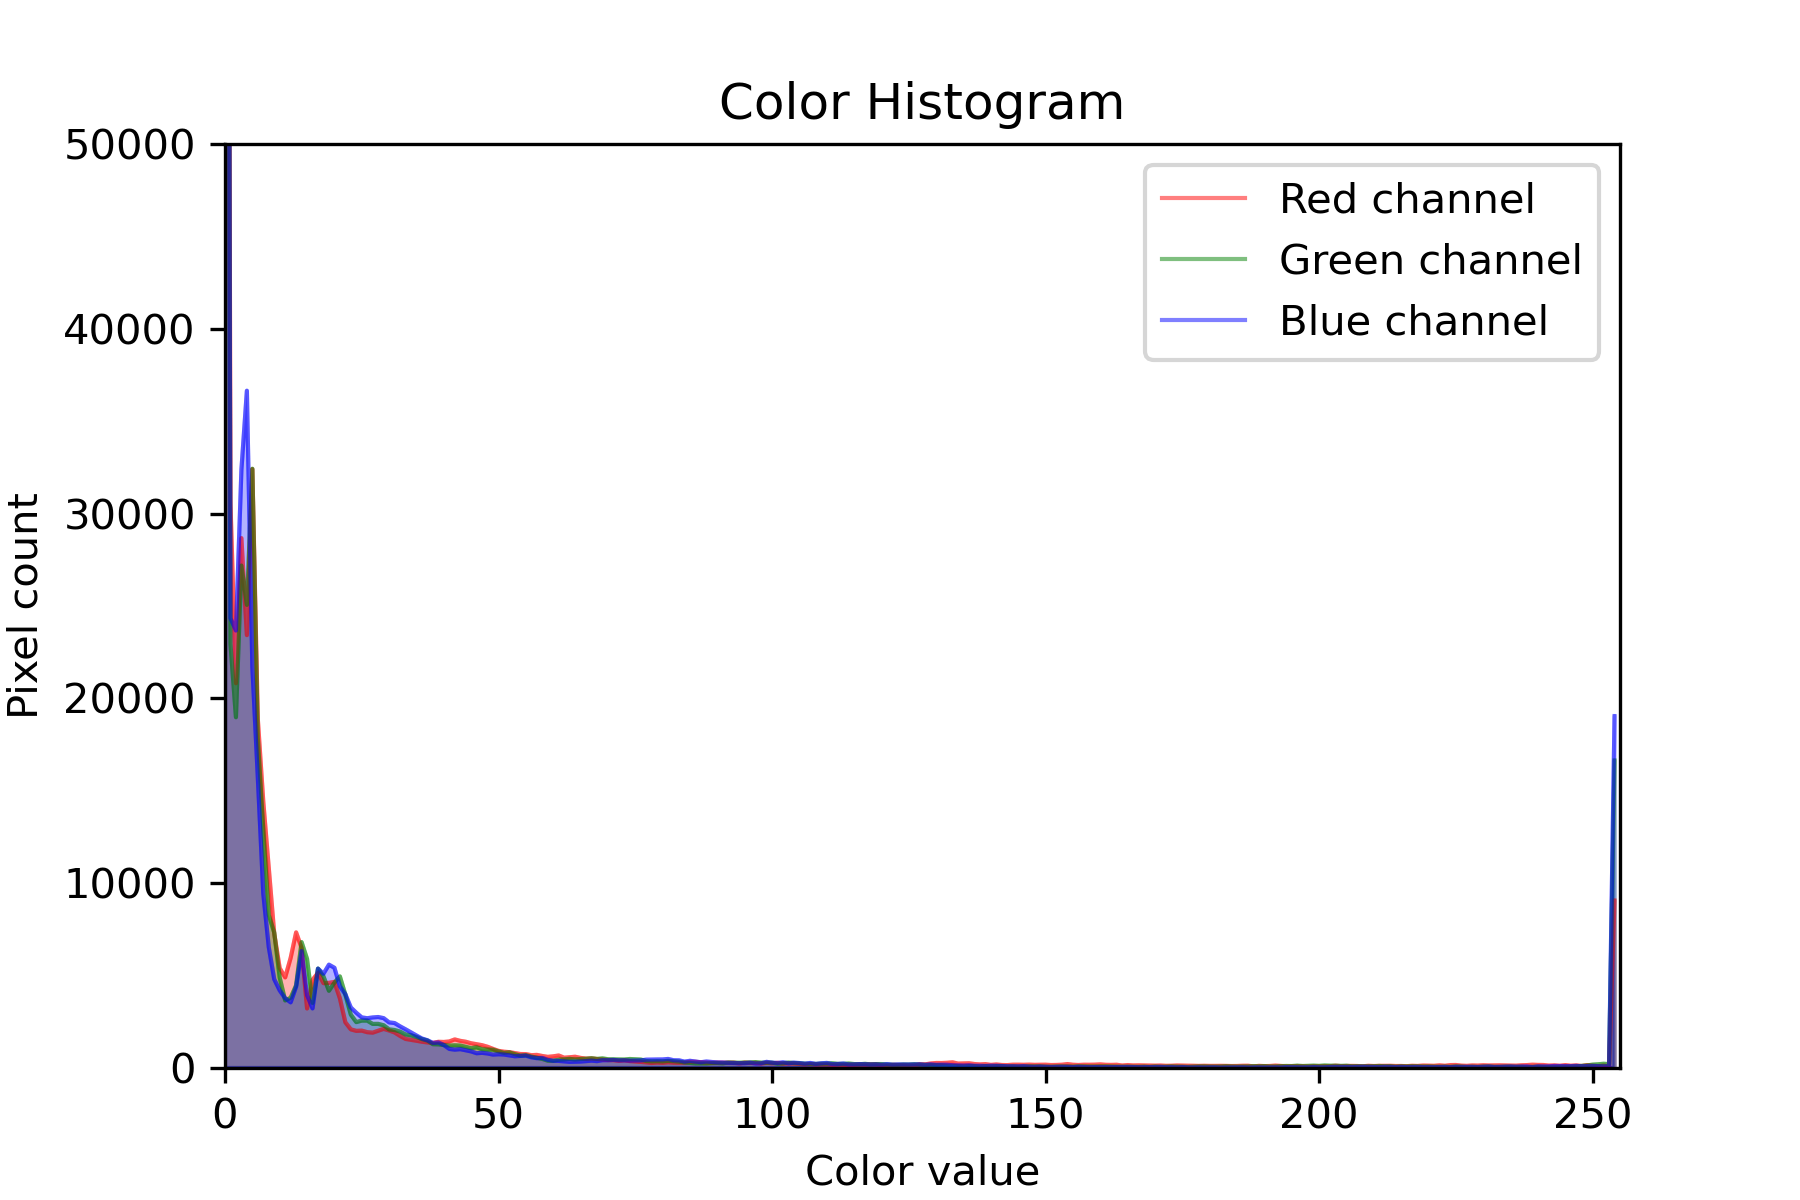 Color Histogram
50000
40000
30000
20000
10000
0
Pixel count
Red channel
Green channel
Blue channel
0 50 100 150 200 250
Color value